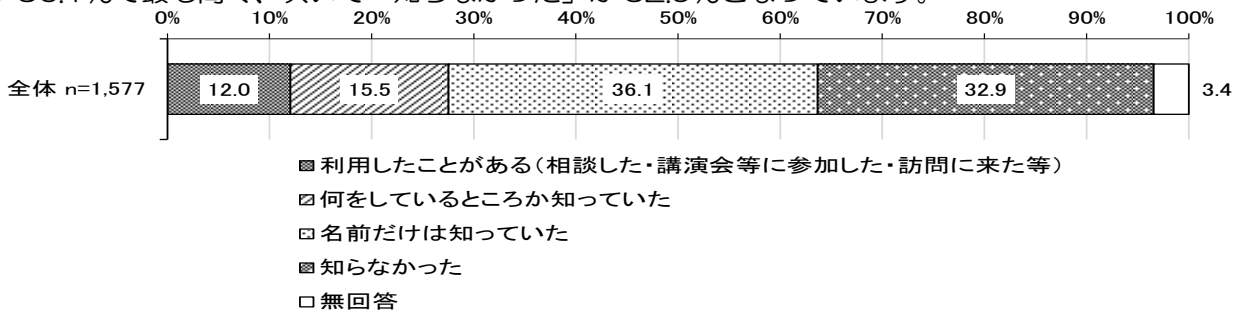 0% 10% 20% 30% 40% 50% 60% 70% 80% 90% 100%
全体 n=1,577 12.0 15.5 36.1 32.9 3.4
利用したことがある（相談した・講演会等に参加した・訪問に来た等）
何をしているところか知っていた
名前だけは知っていた
知らなかった
無回答